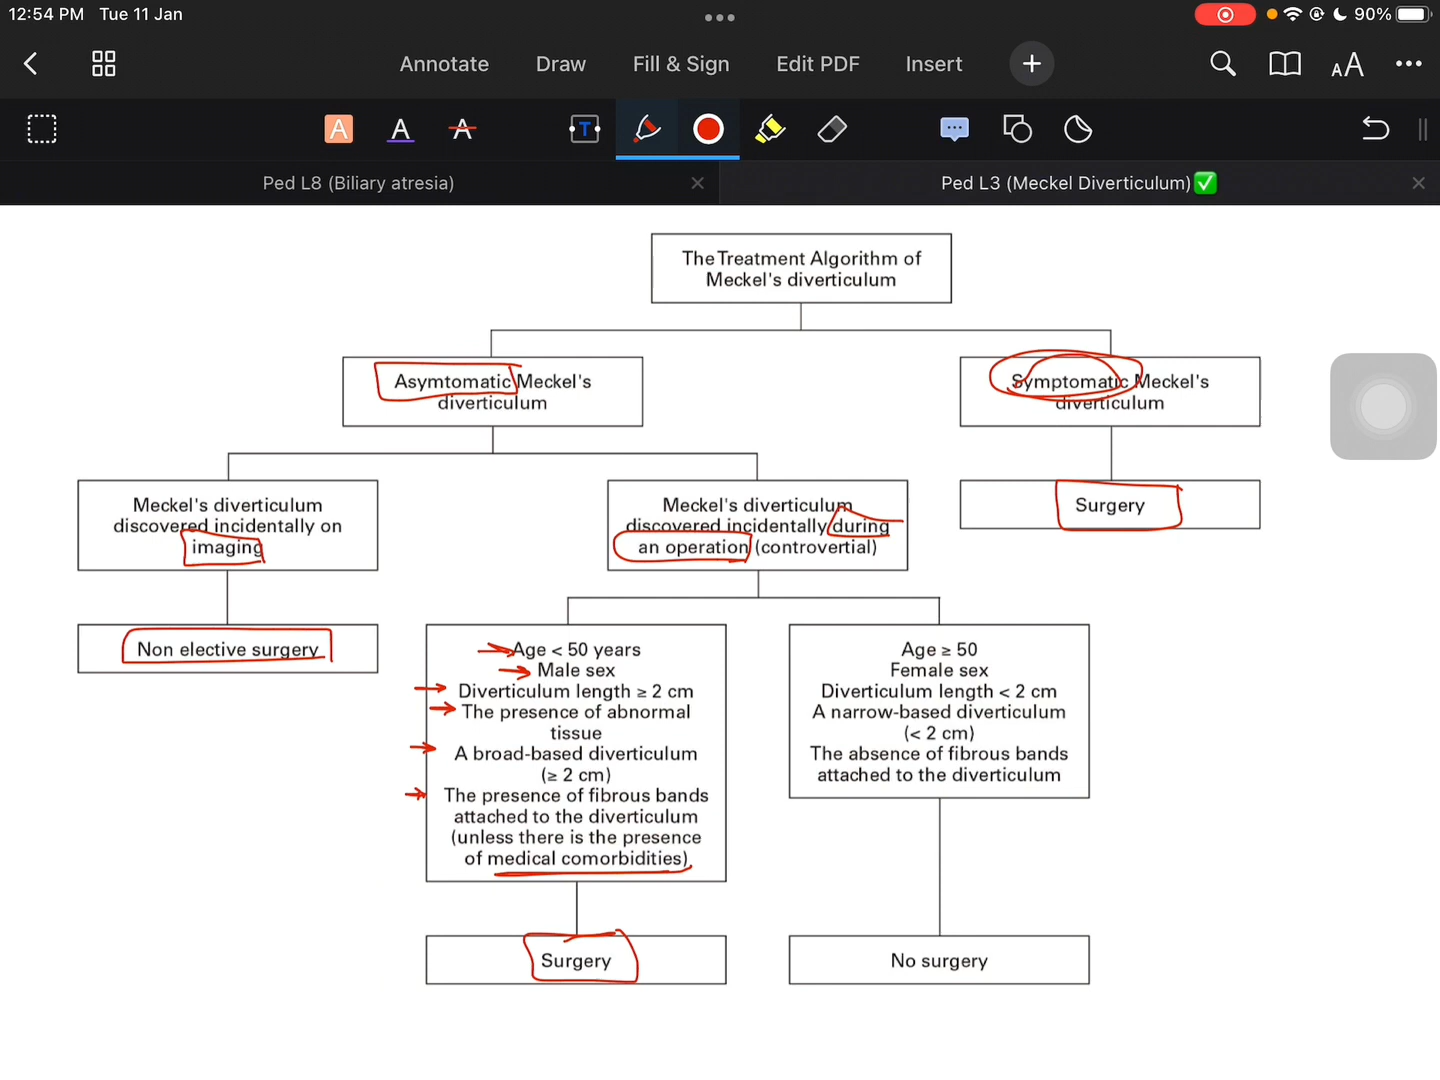 12:54 PM Tue 11 Jan
90%
Annotate Draw Fill & Sign Edit PDF Insert
AA
A A A T
Ped L8 (Biliary atresia)
Ped L3 (Meckel Diverticulum)✅
The Treatment Algorithm of
Meckel's diverticulum
Asymtomatic Meckel's
diverticulum
Symptomatic Meckel's
diverticulum
Meckel's diverticulum
discovered incidentally on
imaging
Meckel's diverticulum
discovered incidentally during
an operation (controvertial)
Surgery
Non elective surgery
Age < 50 years
Male sex
Diverticulum length ≥ 2 cm
The presence of abnormal
tissue
A broad-based diverticulum
(≥ 2 cm)
The presence of fibrous bands
attached to the diverticulum
(unless there is the presence
of medical comorbidities)
Age ≥ 50
Female sex
Diverticulum length < 2 cm
A narrow-based diverticulum
(< 2 cm)
The absence of fibrous bands
attached to the diverticulum
Surgery
No surgery